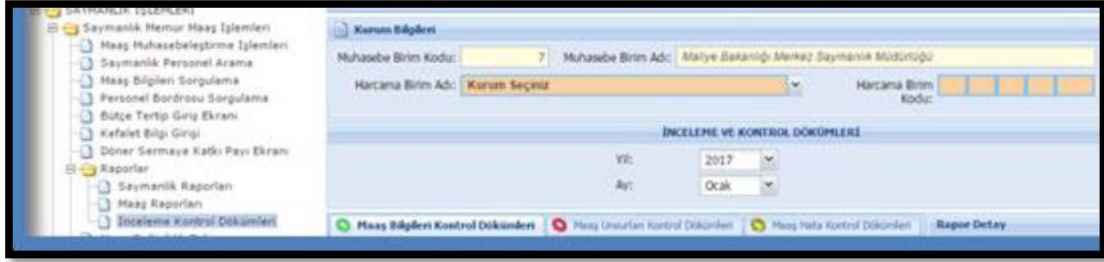 SAYMANLIK İŞLEMLERİ
Saymanlık Memur Maaş İşlemleri
Maaş Muhasebeleştirme İşlemleri
Saymanlık Personel Arama
Maaş Bilgileri Sorgulama
Personel Bordrosu Sorgulama
Bütçe Tertip Giriş Ekranı
Kefalet Bilgi Girişi
Döner Sermaye Katkı Payı Ekranı
Raporlar
Saymanlık Raporları
Maaş Raporları
İnceleme Kontrol Dökümleri
Kurum Bilgileri
Muhasebe Birim Kodu: 7 Muhasebe Birim Adı: Maliye Bakanlığı Merkez Saymanlık Müdürlüğü
Harcama Birim Adı: Kurum Seçiniz Harcama Birim
Kodu:
İNCELEME VE KONTROL DÖKÜMLERİ
Yıl: 2017
Ay: Ocak
Maaş Bilgileri Kontrol Dökümleri Maaş Unsurları Kontrol Dökümleri Maaş Hata Kontrol Dökümleri Rapor Detay